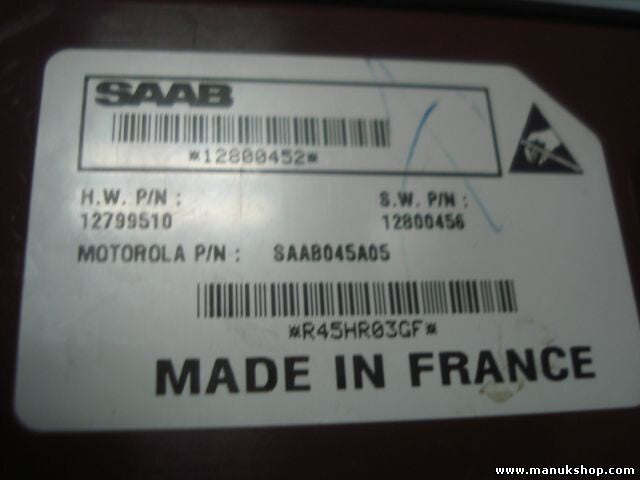 SAAB
*12800452*
H.W. P/N : S.W. P/N :
12799510 12800456
MOTOROLA P/N : SAAB045A05
*R45HR03GF*
MADE IN FRANCE
www.manukshop.com